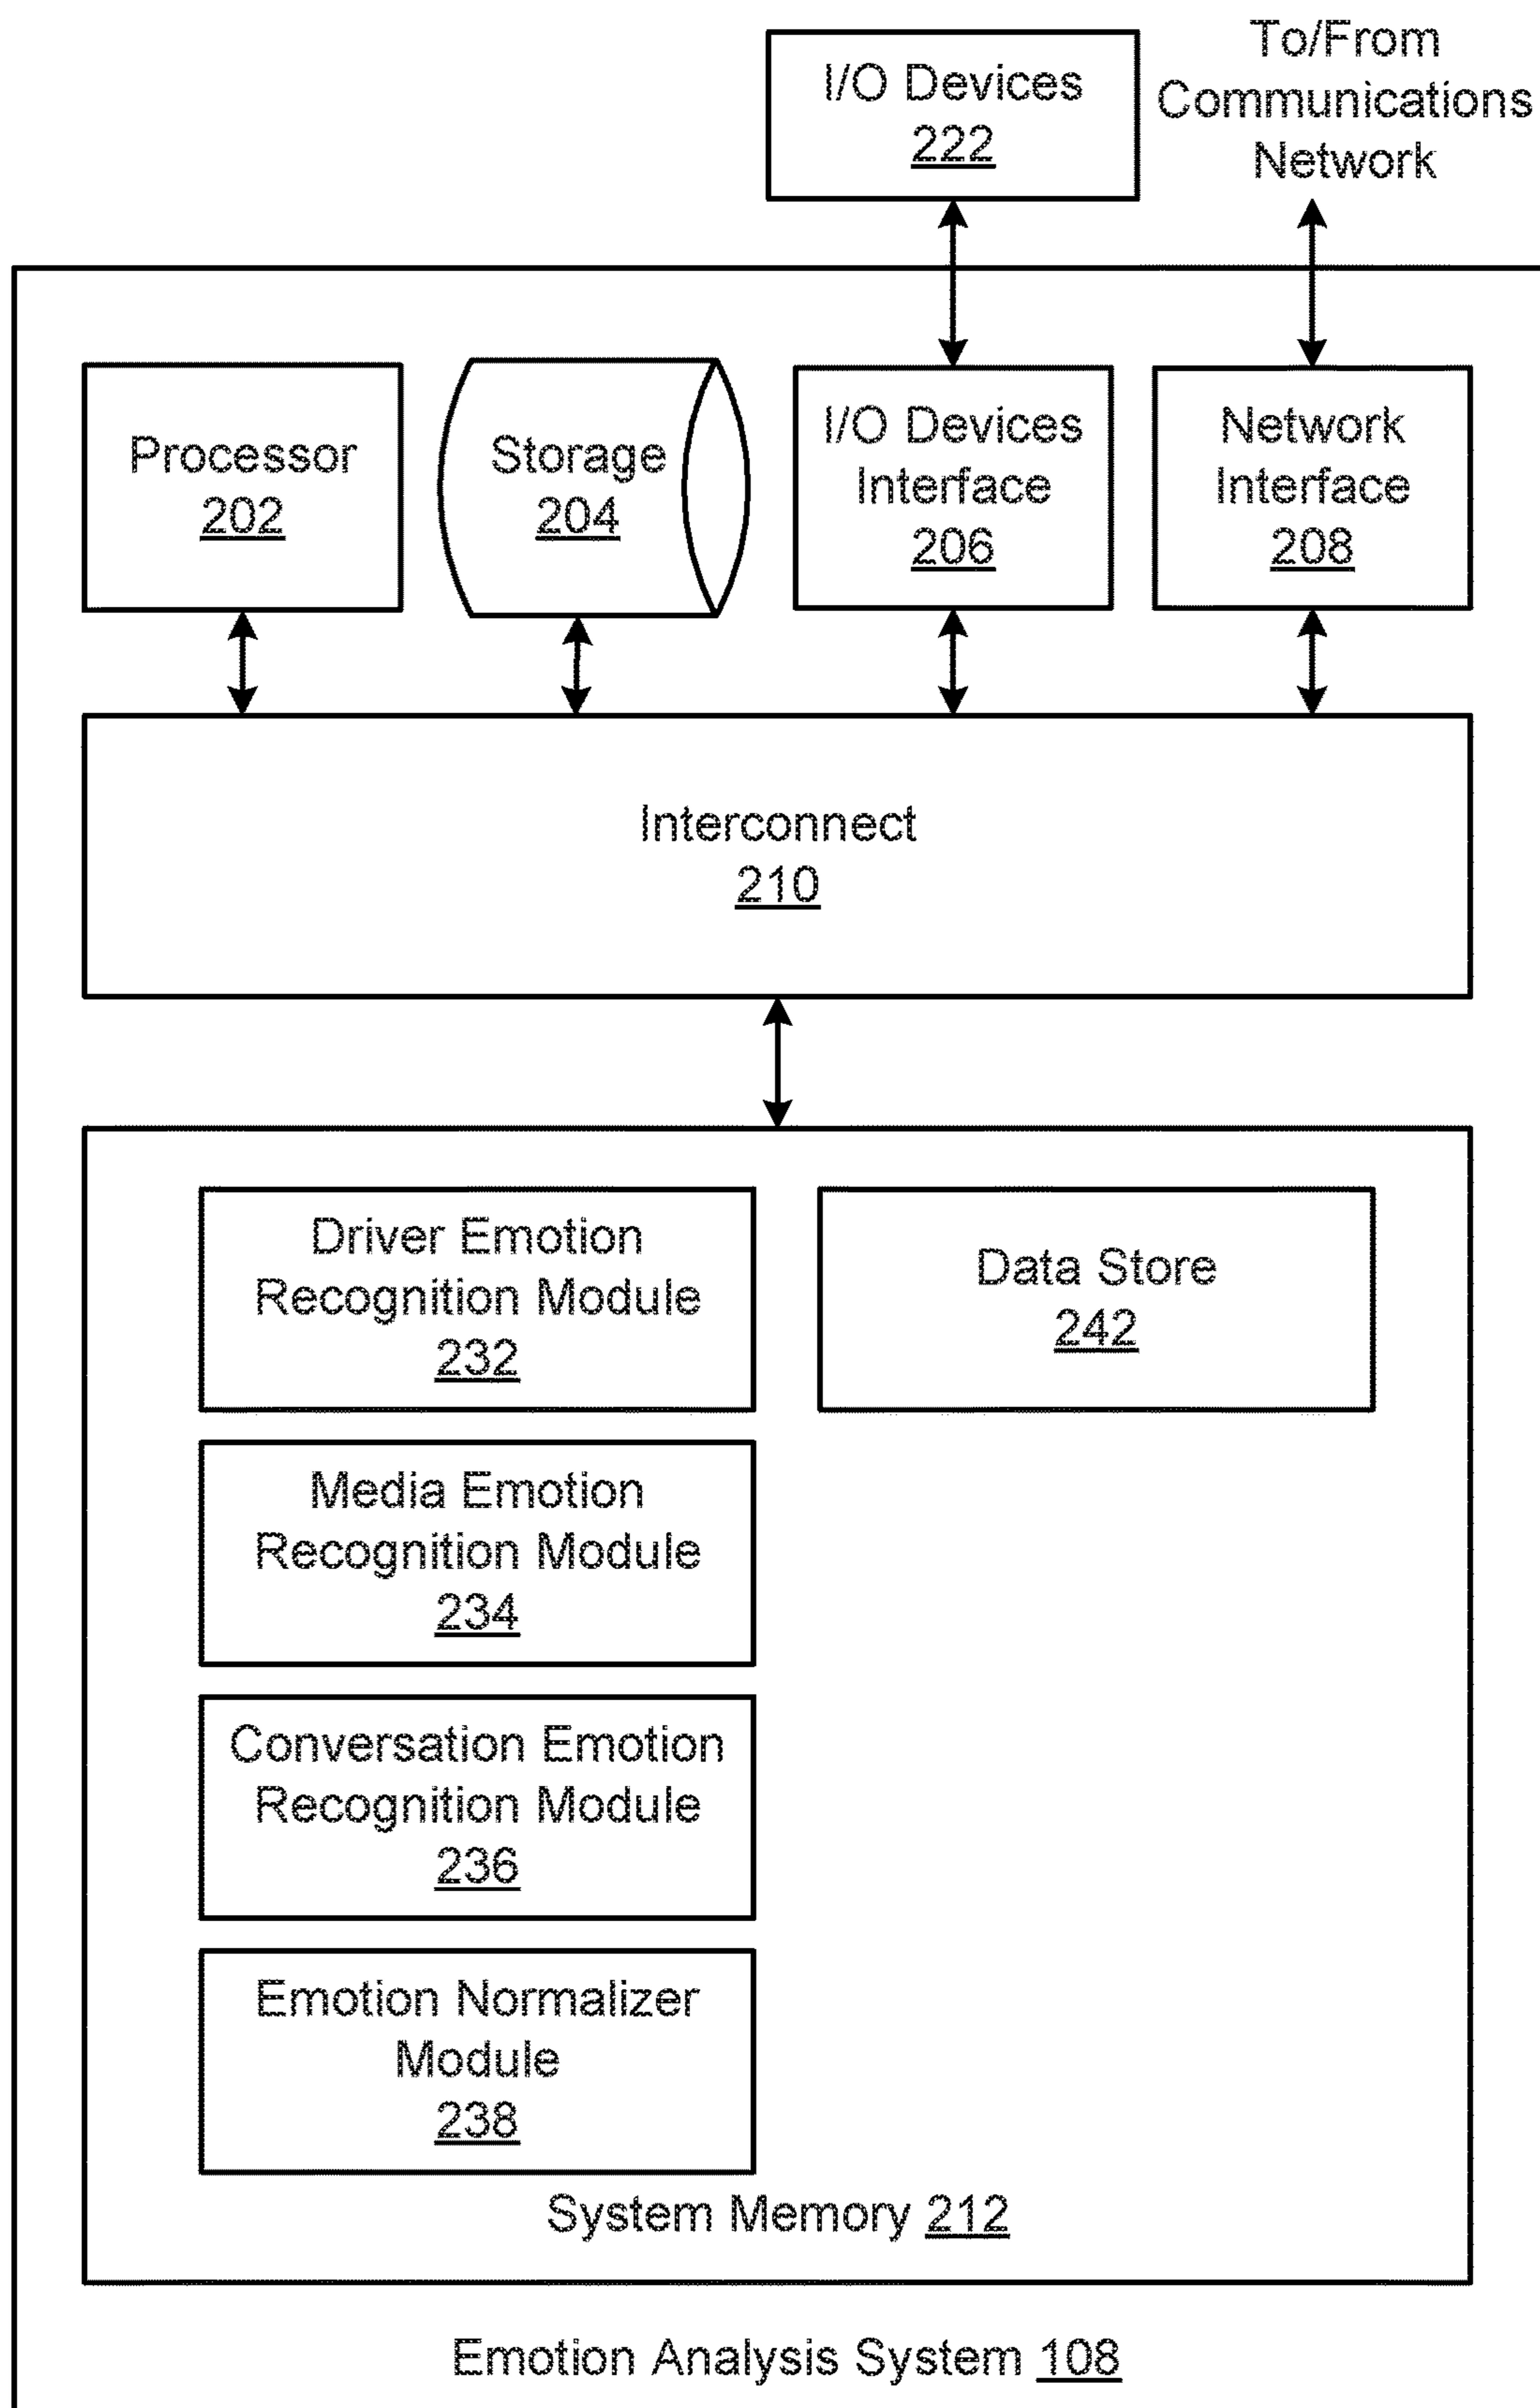 I/O Devices
222
To/From
Communications
Network
Processor
202
Storage
204
I/O Devices
Interface
206
Network
Interface
208
Interconnect
210
Driver Emotion
Recognition Module
232
Data Store
242
Media Emotion
Recognition Module
234
Conversation Emotion
Recognition Module
236
Emotion Normalizer
Module
238
System Memory 212
Emotion Analysis System 108